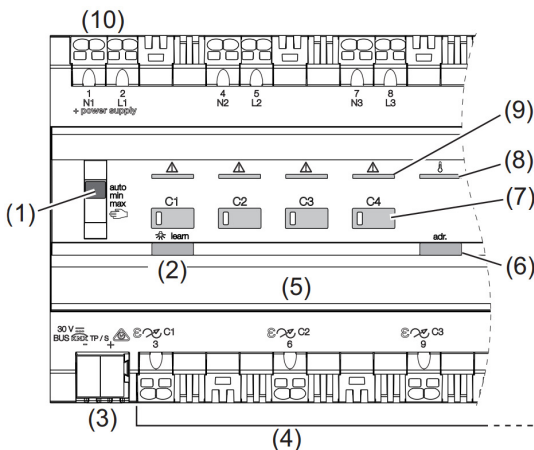 (10)
1 2 4 5 7 8
N1 L1 N2 L2 N3 L3
+ power supply
(9)
(8)
auto
min
max
(1)
C1 C2 C3 C4
(7)
learn
adr.
(2)
(6)
(5)
30 V
BUS TP / S
- +
C1
3
C2
6
C3
9
(3)
(4)